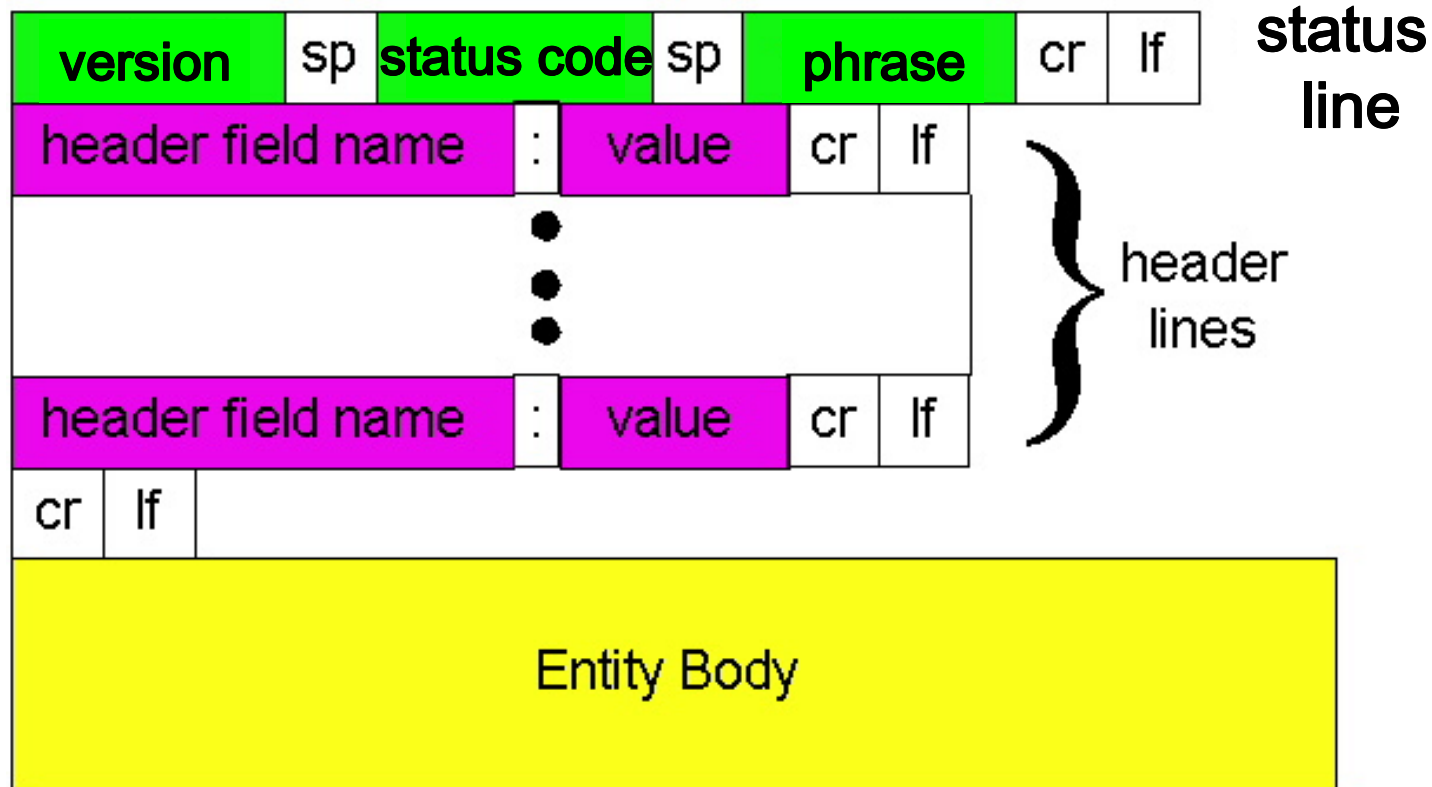 version sp status code sp phrase cr lf
status
line
header field name : value cr lf
header
lines
header field name : value cr lf
cr lf
Entity Body